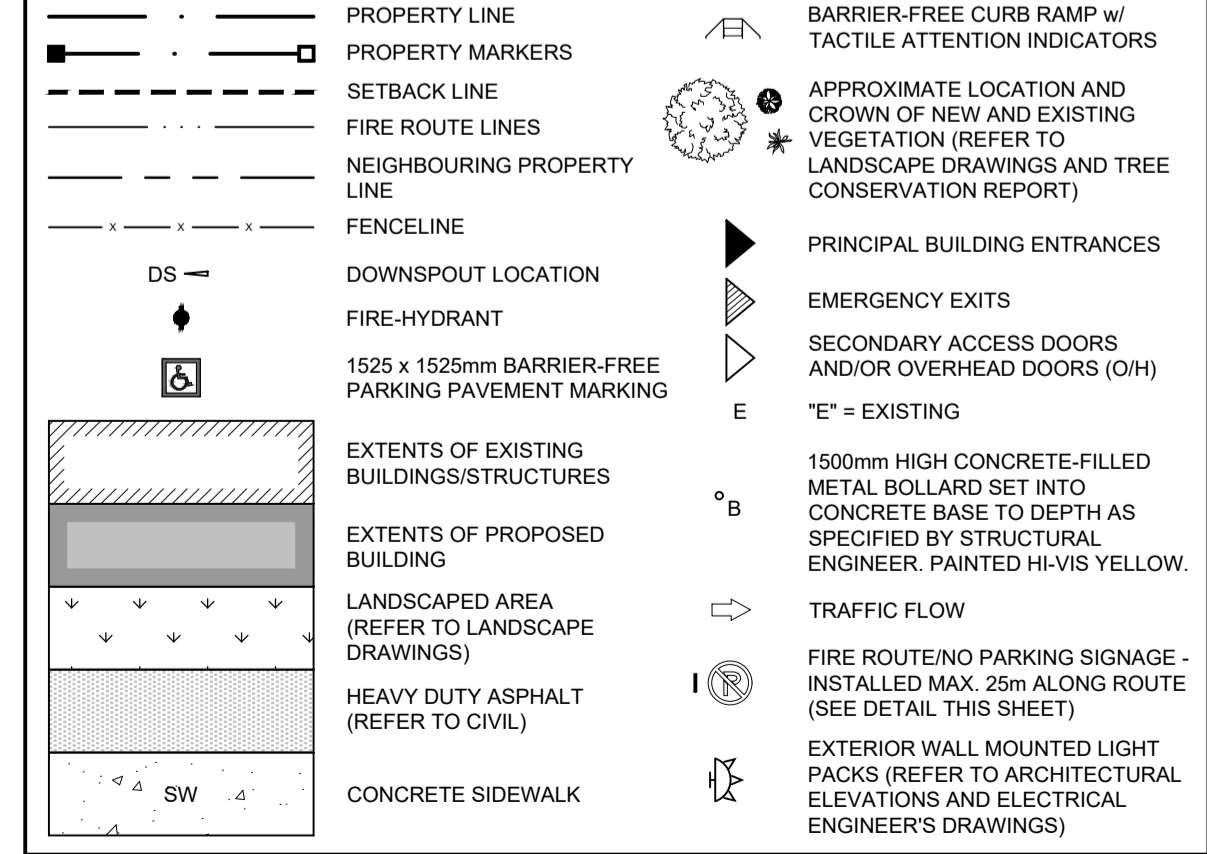 PROPERTY LINE
PROPERTY MARKERS
SETBACK LINE
FIRE ROUTE LINES
NEIGHBOURING PROPERTY
LINE
x x x
FENCELINE
DS
DOWNSPOUT LOCATION
FIRE-HYDRANT
1525 x 1525mm BARRIER-FREE
PARKING PAVEMENT MARKING
EXTENTS OF EXISTING
BUILDINGS/STRUCTURES
EXTENTS OF PROPOSED
BUILDING
LANDSCAPED AREA
(REFER TO LANDSCAPE
DRAWINGS)
HEAVY DUTY ASPHALT
(REFER TO CIVIL)
SW
CONCRETE SIDEWALK
BARRIER-FREE CURB RAMP w/
TACTILE ATTENTION INDICATORS
APPROXIMATE LOCATION AND
CROWN OF NEW AND EXISTING
VEGETATION (REFER TO
LANDSCAPE DRAWINGS AND TREE
CONSERVATION REPORT)
PRINCIPAL BUILDING ENTRANCES
EMERGENCY EXITS
SECONDARY ACCESS DOORS
AND/OR OVERHEAD DOORS (O/H)
E
"E" = EXISTING
B
1500mm HIGH CONCRETE-FILLED
METAL BOLLARD SET INTO
CONCRETE BASE TO DEPTH AS
SPECIFIED BY STRUCTURAL
ENGINEER. PAINTED HI-VIS YELLOW.
TRAFFIC FLOW
P
FIRE ROUTE/NO PARKING SIGNAGE -
INSTALLED MAX. 25m ALONG ROUTE
(SEE DETAIL THIS SHEET)
EXTERIOR WALL MOUNTED LIGHT
PACKS (REFER TO ARCHITECTURAL
ELEVATIONS AND ELECTRICAL
ENGINEER'S DRAWINGS)